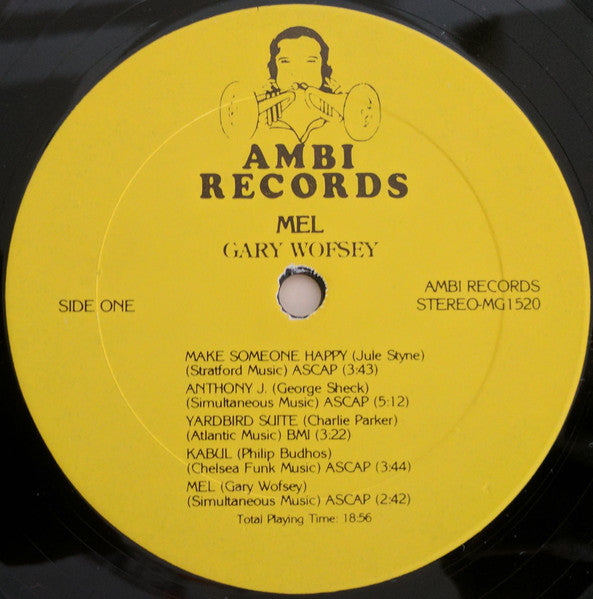 AMBI
RECORDS
MEL
GARY WOFSEY
SIDE ONE
AMBI RECORDS
STEREO-MG1520
MAKE SOMEONE HAPPY (Jule Styne)
(Stratford Music) ASCAP (3:43)
ANTHONY J. (George Sheck)
(Simultaneous Music) ASCAP (5:12)
YARDBIRD SUITE (Charlie Parker)
(Atlantic Music) BMI (3:22)
KABUL (Philip Budhos)
(Chelsea Funk Music) ASCAP (3:44)
MEL (Gary Wofsey)
(Simultaneous Music) ASCAP (2:42)
Total Playing Time: 18:56